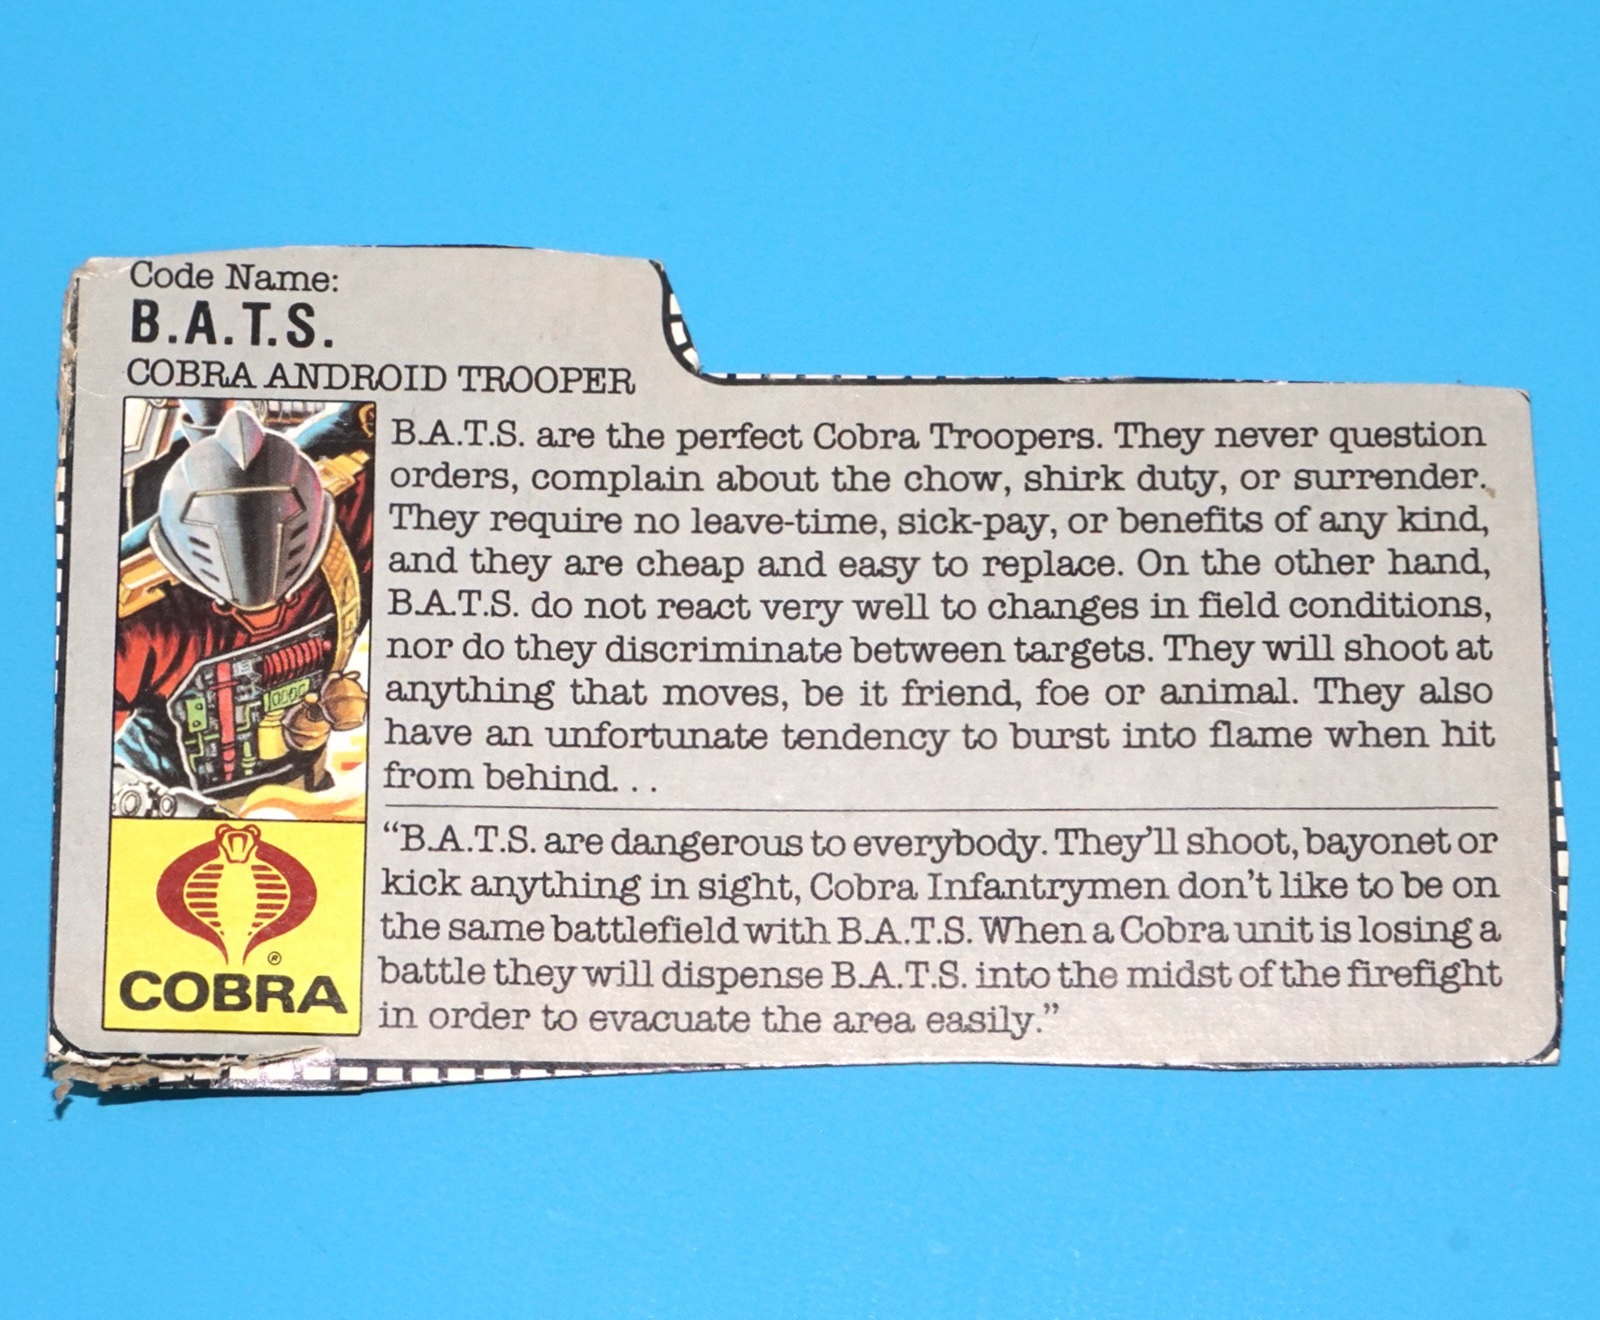 Code Name:
B.A.T.S.
COBRA ANDROID TROOPER
B.A.T.S. are the perfect Cobra Troopers. They never question
orders, complain about the chow, shirk duty, or surrender.
They require no leave-time, sick-pay, or benefits of any kind,
and they are cheap and easy to replace. On the other hand,
B.A.T.S. do not react very well to changes in field conditions,
nor do they discriminate between targets. They will shoot at
anything that moves, be it friend, foe or animal. They also
have an unfortunate tendency to burst into flame when hit
from behind. . .
“B.A.T.S. are dangerous to everybody. They’ll shoot, bayonet or
kick anything in sight, Cobra Infantrymen don’t like to be on
the same battlefield with B.A.T.S. When a Cobra unit is losing a
battle they will dispense B.A.T.S. into the midst of the firefight
in order to evacuate the area easily.”
®
COBRA